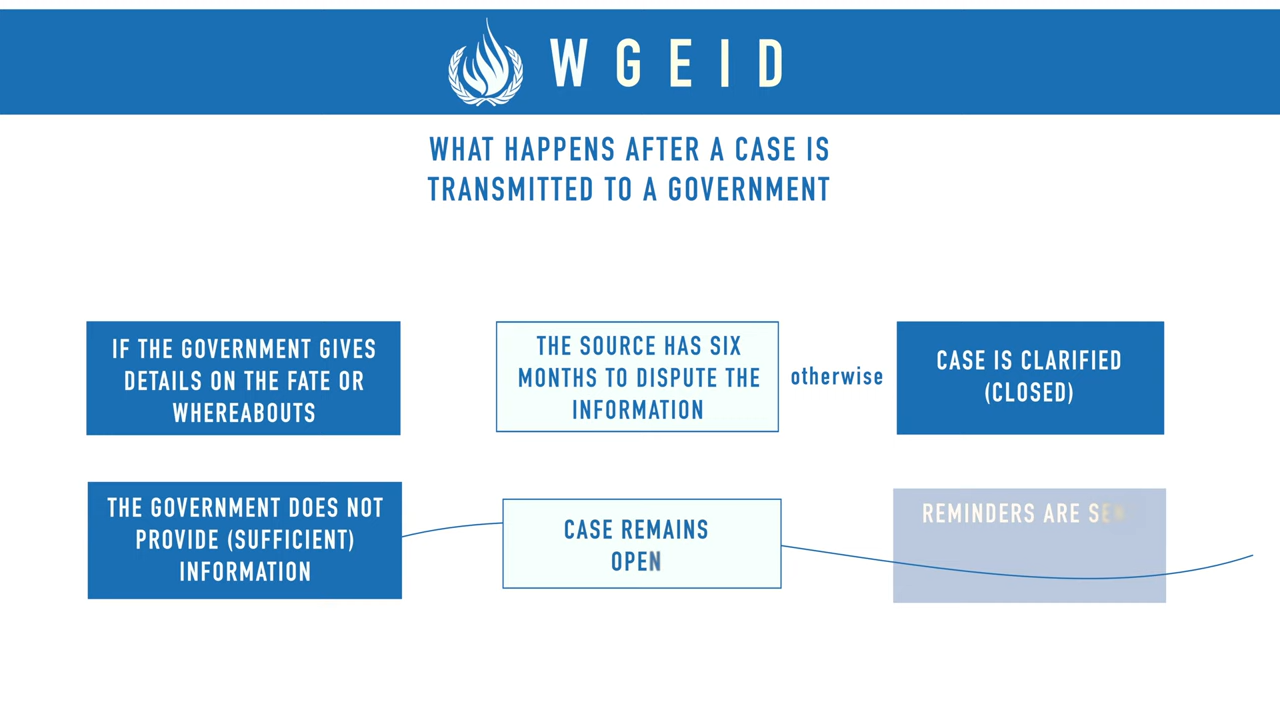 WGEID
WHAT HAPPENS AFTER A CASE IS
TRANSMITTED TO A GOVERNMENT
IF THE GOVERNMENT GIVES
DETAILS ON THE FATE OR
WHEREABOUTS
THE SOURCE HAS SIX
MONTHS TO DISPUTE THE
INFORMATION
otherwise
CASE IS CLARIFIED
(CLOSED)
THE GOVERNMENT DOES NOT
PROVIDE (SUFFICIENT)
INFORMATION
CASE REMAINS
OPEN
REMINDERS ARE